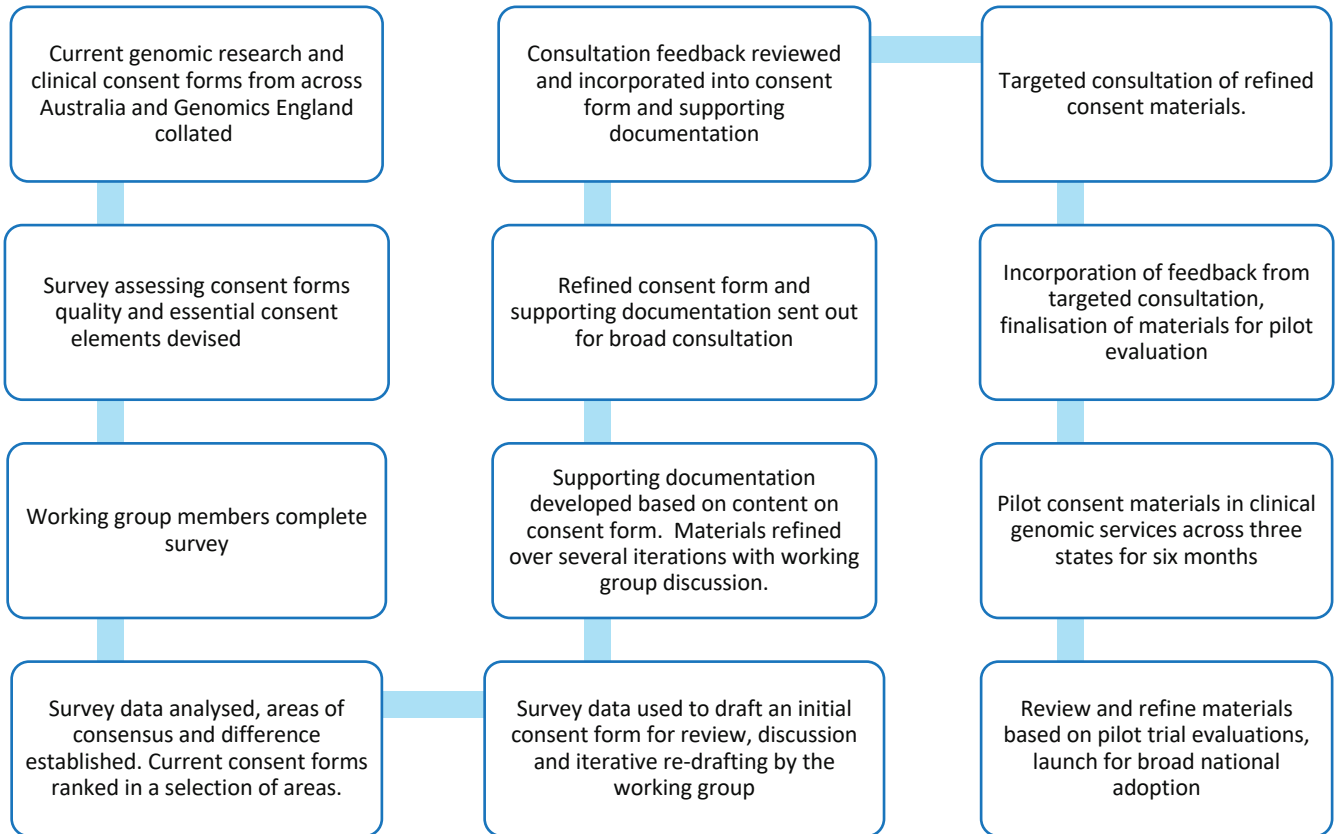 Current genomic research and
clinical consent forms from across
Australia and Genomics England
collated
Survey assessing consent forms
quality and essential consent
elements devised
Working group members complete
survey
Survey data analysed, areas of
consensus and difference
established. Current consent forms
ranked in a selection of areas.
Survey data used to draft an initial
consent form for review, discussion
and iterative re-drafting by the
working group
Supporting documentation
developed based on content on
consent form.  Materials refined
over several iterations with working
group discussion.
Refined consent form and
supporting documentation sent out
for broad consultation
Consultation feedback reviewed
and incorporated into consent
form and supporting
documentation
Targeted consultation of refined
consent materials.
Incorporation of feedback from
targeted consultation,
finalisation of materials for pilot
evaluation
Pilot consent materials in clinical
genomic services across three
states for six months
Review and refine materials
based on pilot trial evaluations,
launch for broad national
adoption